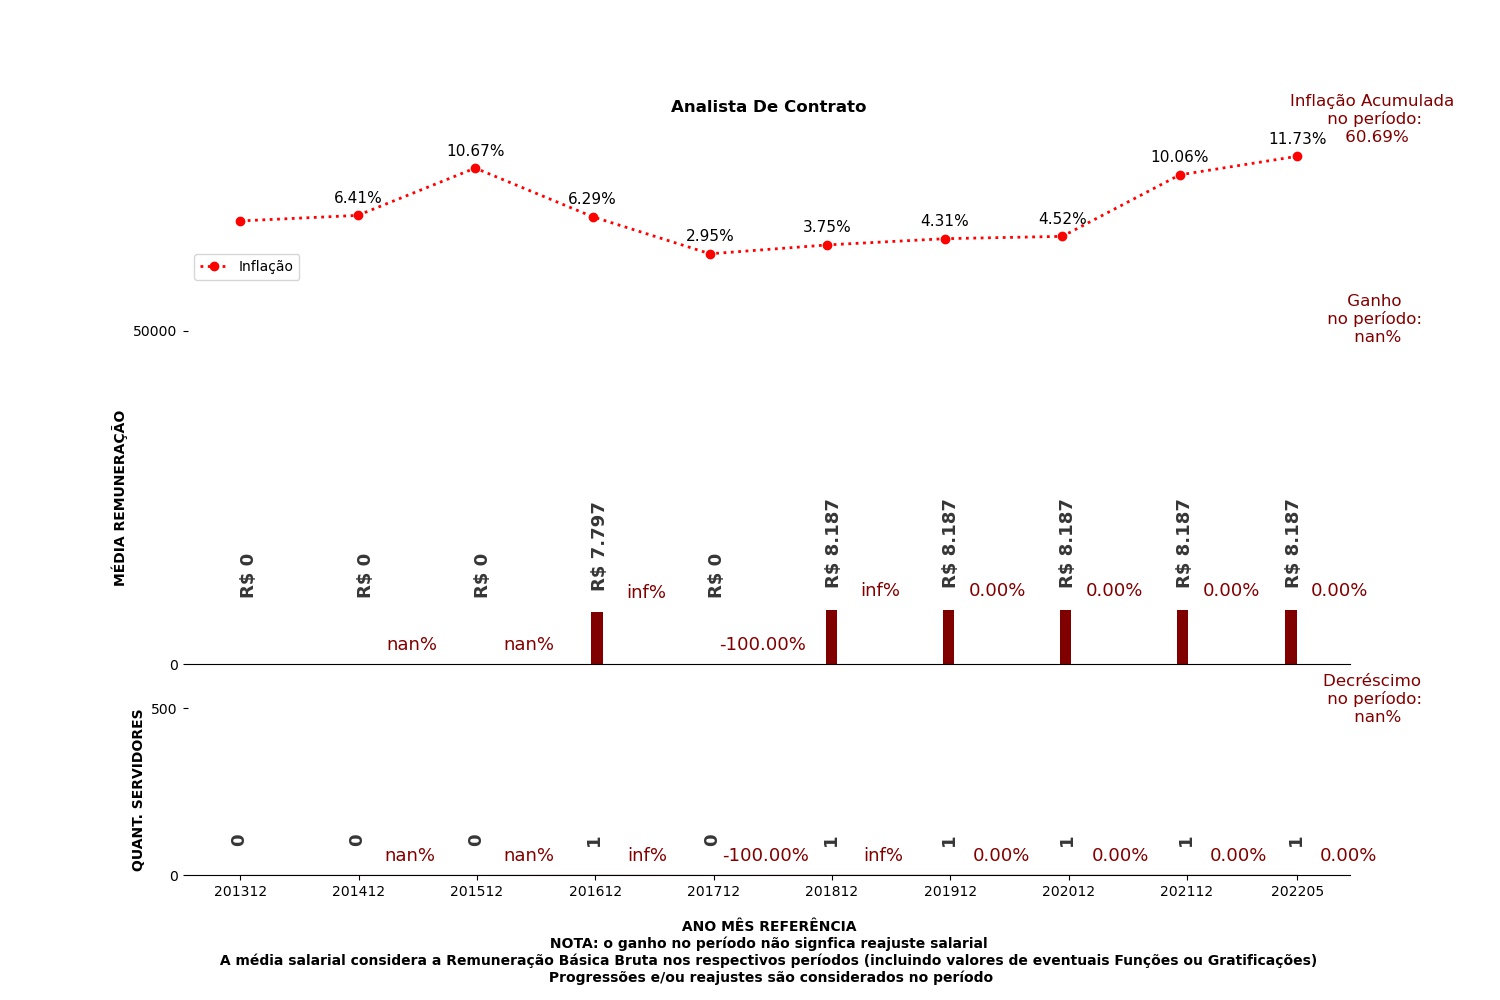 Analista De Contrato
Inflação Acumulada
no período:
60.69%
6.41%
10.67%
6.29%
2.95%
3.75%
4.31%
4.52%
10.06%
11.73%
Inflação
Ganho
no período:
nan%
50000
0
MÉDIA REMUNERAÇÃO
R$ 0
R$ 0
R$ 0
R$ 7.797
R$ 0
R$ 8.187
R$ 8.187
R$ 8.187
R$ 8.187
R$ 8.187
nan%
nan%
inf%
-100.00%
inf%
0.00%
0.00%
0.00%
0.00%
Decréscimo
no período:
nan%
500
0
QUANT. SERVIDORES
0
0
0
1
0
1
1
1
1
1
nan%
nan%
inf%
-100.00%
inf%
0.00%
0.00%
0.00%
0.00%
201312
201412
201512
201612
201712
201812
201912
202012
202112
202205
ANO MÊS REFERÊNCIA
NOTA: o ganho no período não signfica reajuste salarial
A média salarial considera a Remuneração Básica Bruta nos respectivos períodos (incluindo valores de eventuais Funções ou Gratificações)
Progressões e/ou reajustes são considerados no período